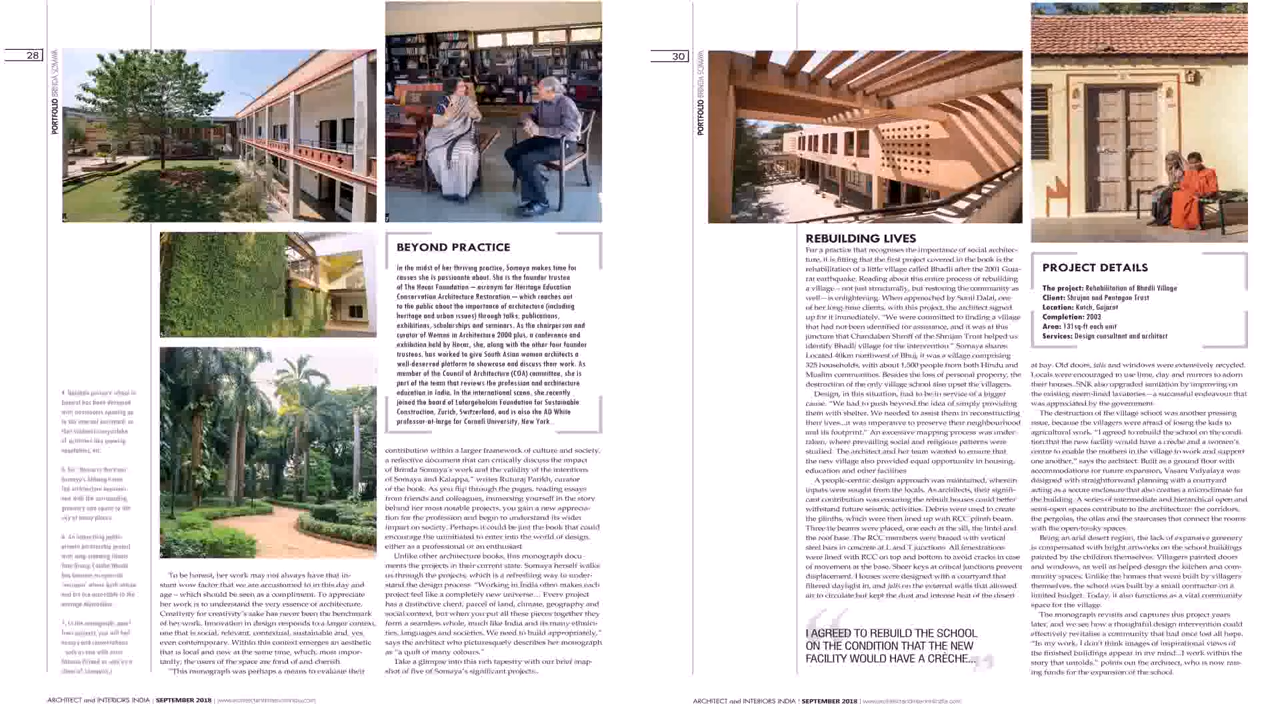 28
PORTFOLIO BRINDA SOMAYA
BEYOND PRACTICE
In the midst of her thriving practice, Somaya makes time for
causes she is passionate about. She is the founder trustee
of The Hecar Foundation — acronym for Heritage Education
Conservation Architecture Restoration — which reaches out
to the public about the importance of architecture (including
heritage and urban issues) through talks, publications,
exhibitions, scholarships and seminars. As the chairperson and
curator of Women in Architecture 2000 plus, a conference and
exhibition held by Hecar, she, along with the other four founder
trustees, has worked to give South Asian women architects a
well-deserved platform to showcase and discuss their work. As
member of the Council of Architecture (COA) committee, she is
part of the team that reviews the profession and architecture
education in India. In the international scene, she recently
joined the board of LafargeHolcim Foundation for Sustainable
Construction, Zurich, Switzerland, and is also the AD White
professor-at-large for Cornell University, New York.
To be honest, her work may not always have that in-
stant wow factor that we are accustomed to in this day and
age – which should be seen as a compliment. To appreciate
her work is to understand the very essence of architecture.
Creativity for creativity's sake has never been the benchmark
of her work. Innovation in design responds to a larger context,
one that is social, relevant, contextual, sustainable and, yes,
even contemporary. Within this context emerges an aesthetic
that is local and new at the same time, which, most impor-
tantly, the users of the space are fond of and cherish.
"This monograph was perhaps a means to evaluate their
contribution within a larger framework of culture and society,
a reflective document that can critically discuss the impact
of Brinda Somaya's work and the validity of the intentions
of Somaya and Kalappa," writes Ruturaj Parikh, curator
of the book. As you flip through the pages, reading essays
from friends and colleagues, immersing yourself in the story
behind her most notable projects, you gain a new apprecia-
tion for the profession and begin to understand its wider
impact on society. Perhaps it could be just the book that could
encourage the uninitiated to enter into the world of design,
either as a professional or an enthusiast.
Unlike other architecture books, this monograph docu-
ments the projects in their current state. Somaya herself walks
us through the projects, which is a refreshing way to under-
stand the design process. "Working in India often makes each
project feel like a completely new universe... Every project
has a distinctive client, parcel of land, climate, geography and
social context, but when you put all these pieces together they
form a seamless whole, much like India and its many ethnici-
ties, languages and societies. We need to build appropriately,"
says the architect who picturesquely describes her monograph
as "a quilt of many colours."
Take a glimpse into this rich tapestry with our brief snap-
shot of five of Somaya's significant projects.
ARCHITECT and INTERIORS INDIA | SEPTEMBER 2018 | www.architectandinteriorsindia.com
30
PORTFOLIO BRINDA SOMAYA
REBUILDING LIVES
For a practice that recognises the importance of social architec-
ture, it is fitting that the first project covered in the book is the
rehabilitation of a little village called Bhadli after the 2001 Guja-
rat earthquake. Reading about this entire process of rebuilding
a village—not just structurally, but restoring the community as
well—is enlightening. When approached by Sunil Dalal, one
of her long-time clients, with this project, the architect signed
up for it immediately. "We were committed to finding a village
that had not been identified for assistance, and it was at this
juncture that Chandaben Shroff of the Shrujan Trust helped us
identify Bhadli village for the intervention." Somaya shares.
Located 40km northwest of Bhuj, it was a village comprising
325 households, with about 1,500 people from both Hindu and
Muslim communities. Besides the loss of personal property, the
destruction of the only village school also upset the villagers.
Design, in this situation, had to be in service of a bigger
cause. "We had to push beyond the idea of simply providing
them with shelter. We needed to assist them in reconstructing
their lives...it was imperative to preserve their neighbourhood
and its footprint." An excessive mapping process was under-
taken, where prevailing social and religious patterns were
studied. The architect and her team wanted to ensure that
the new village also provided equal opportunity in housing,
education and other facilities
A people-centric design approach was maintained, wherein
inputs were sought from the locals. As architects, their signifi-
cant contribution was ensuring the rebuilt houses could better
withstand future seismic activities. Debris were used to create
the plinths, which were then lined up with RCC plinth beam.
Three tie beams were placed, one each at the sill, the lintel and
the roof base. The RCC members were braced with vertical
steel bars in concrete at L and T junctions. All fenestrations
were lined with RCC on top and bottom to avoid cracks in case
of movement at the base. Sheer keys at critical junctions prevent
displacement. Houses were designed with a courtyard that
filtered daylight in, and jalis on the external walls that allowed
air to circulate but kept the dust and intense heat of the desert
I AGREED TO REBUILD THE SCHOOL
ON THE CONDITION THAT THE NEW
FACILITY WOULD HAVE A CRÈCHE...
PROJECT DETAILS
The project: Rehabilitation of Bhdli Village
Client: Shrujan and Pentagon Trust
Location: Kutch, Gujarat
Completion: 2003
Area: 131sq-ft each unit
Services: Design consultant and architect
at bay. Old doors, jalis and windows were extensively recycled.
Locals were encouraged to use lime, clay and mirrors to adorn
their houses. SNK also upgraded sanitation by improving on
the existing neem-lined lavatories—a successful endeavour that
was appreciated by the government.
The destruction of the village school was another pressing
issue, because the villagers were afraid of losing the kids to
agricultural work. "I agreed to rebuild the school on the condi-
tion that the new facility would have a crèche and a women's
centre to enable the mothers in the village to work and support
one another," says the architect. Built as a ground floor with
accommodations for future expansion, Vasant Vidyalaya was
designed with straightforward planning with a courtyard
acting as a secure enclosure that also creates a microclimate for
the building. A series of intermediate and hierarchical open and
semi-open spaces contribute to the architecture: the corridors,
the pergolas, the otlas and the staircases that connect the rooms
with the open-to-sky spaces.
Being an arid desert region, the lack of expansive greenery
is compensated with bright artworks on the school buildings
painted by the children themselves. Villagers painted doors
and windows, as well as helped design the kitchen and com-
munity spaces. Unlike the homes that were built by villagers
themselves, the school was built by a small contractor on a
limited budget. Today, it also functions as a vital community
space for the village.
The monograph revisits and captures this project years
later, and we see how a thoughtful design intervention could
effectively revitalise a community that had once lost all hope.
"In my work, I don't think images of inspirational views of
the finished buildings appear in my mind...I work within the
story that unfolds," points out the architect, who is now rais-
ing funds for the expansion of the school.
ARCHITECT and INTERIORS INDIA | SEPTEMBER 2018 | www.architectandinteriorsindia.com